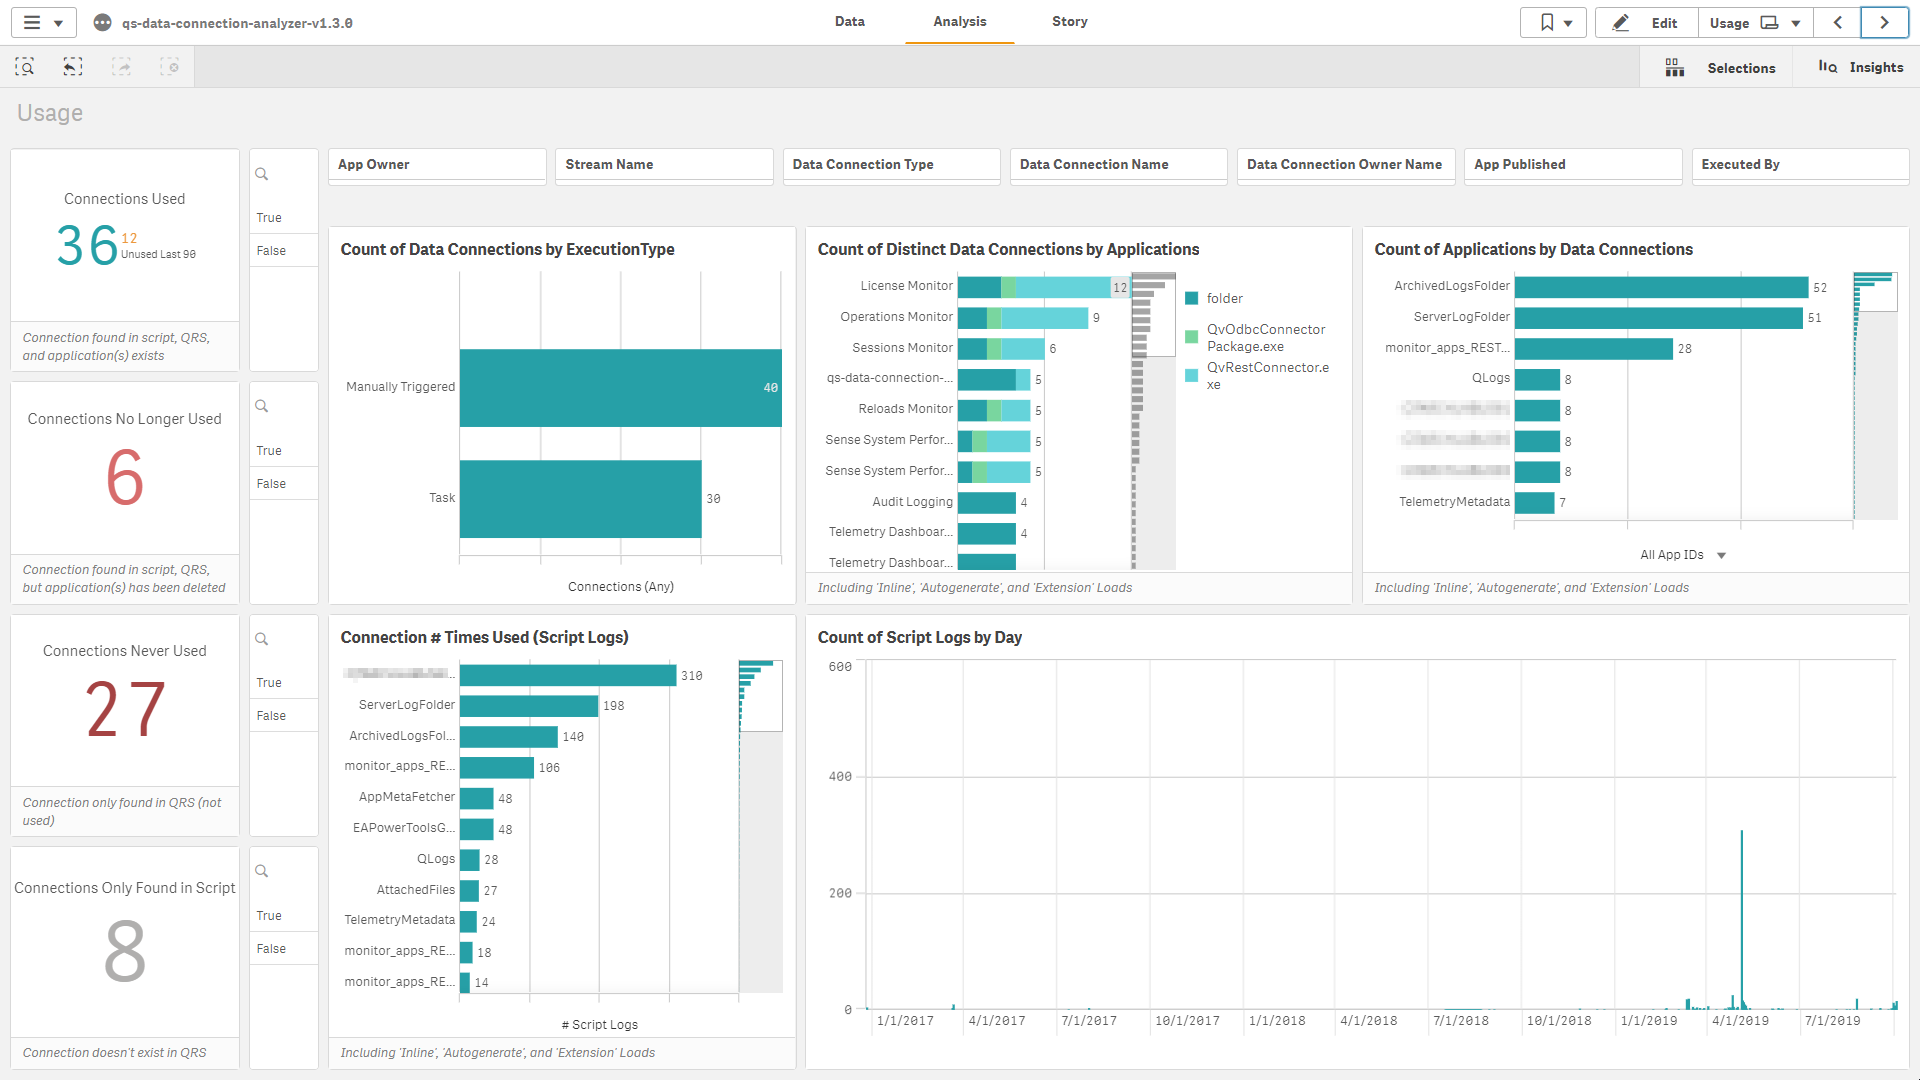 qs-data-connection-analyzer-v1.3.0
Data
Analysis
Story
Edit
Usage
Selections
Insights
Usage
Connections Used
36
12
Unused Last 90
Connection found in script, QRS,
and application(s) exists
True
False
Connections No Longer Used
6
Connection found in script, QRS,
but application(s) has been deleted
True
False
Connections Never Used
27
Connection only found in QRS (not
used)
True
False
Connections Only Found in Script
8
Connection doesn't exist in QRS
True
False
App Owner
Stream Name
Data Connection Type
Data Connection Name
Data Connection Owner Name
App Published
Executed By
Count of Data Connections by ExecutionType
Manually Triggered
40
Task
30
Connections (Any)
Count of Distinct Data Connections by Applications
License Monitor
12
Operations Monitor
9
Sessions Monitor
6
qs-data-connection-...
5
Reloads Monitor
5
Sense System Perfor...
5
Sense System Perfor...
5
Audit Logging
4
Telemetry Dashboar...
4
Telemetry Dashboar...
folder
QvOdbcConnector
Package.exe
QvRestConnector.e
xe
Including 'Inline', 'Autogenerate', and 'Extension' Loads
Count of Applications by Data Connections
ArchivedLogsFolder
52
ServerLogFolder
51
monitor_apps_REST...
28
QLogs
8
8
8
8
TelemetryMetadata
7
All App IDs
Including 'Inline', 'Autogenerate', and 'Extension' Loads
Connection # Times Used (Script Logs)
310
ServerLogFolder
198
ArchivedLogsFol...
140
monitor_apps_RE...
106
AppMetaFetcher
48
EAPowerToolsG...
48
QLogs
28
AttachedFiles
27
TelemetryMetadata
24
monitor_apps_RE...
18
monitor_apps_RE...
14
# Script Logs
Including 'Inline', 'Autogenerate', and 'Extension' Loads
Count of Script Logs by Day
600
400
200
0
1/1/2017
4/1/2017
7/1/2017
10/1/2017
1/1/2018
4/1/2018
7/1/2018
10/1/2018
1/1/2019
4/1/2019
7/1/2019